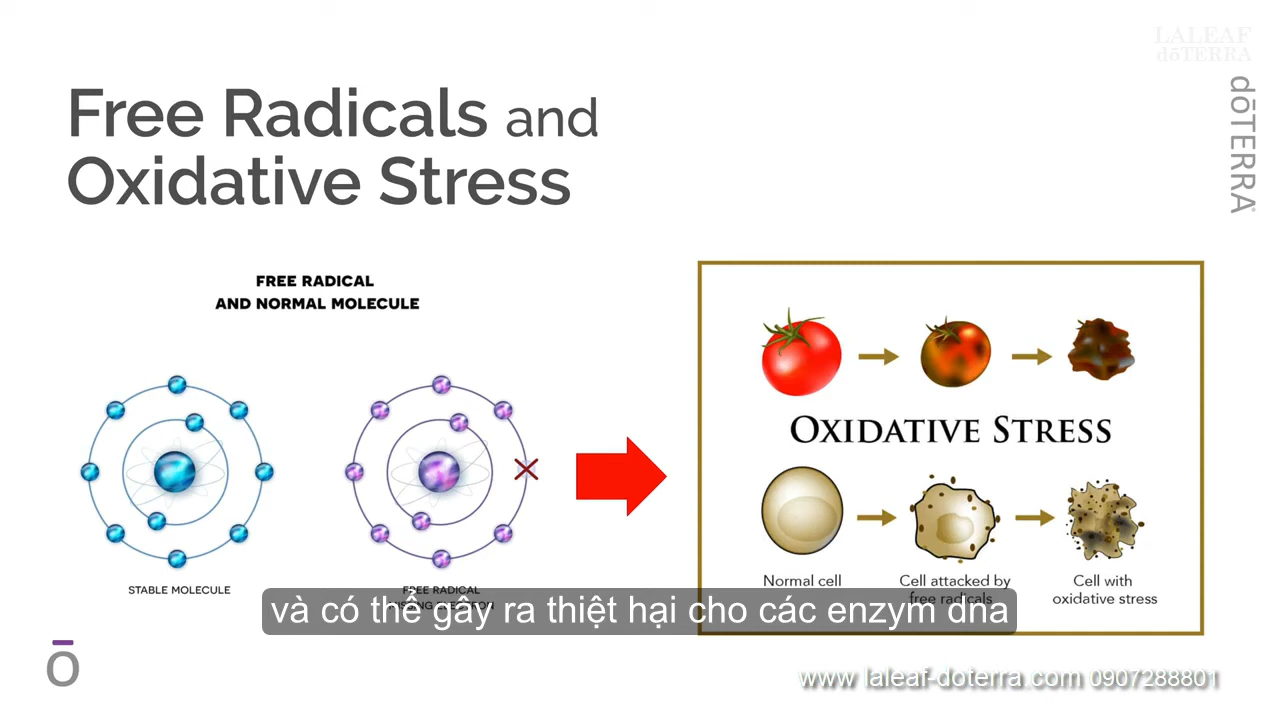 LALEAF
dōTERRA
dōTERRA
Free Radicals and
Oxidative Stress
FREE RADICAL
AND NORMAL MOLECULE
STABLE MOLECULE
FREE RADICAL
OXIDATIVE STRESS
Normal cell
Cell attacked by
free radicals
Cell with
oxidative stress
và có thể gây ra thiệt hại cho các enzym dna
ō
www laleaf-doterra.com 0907288801